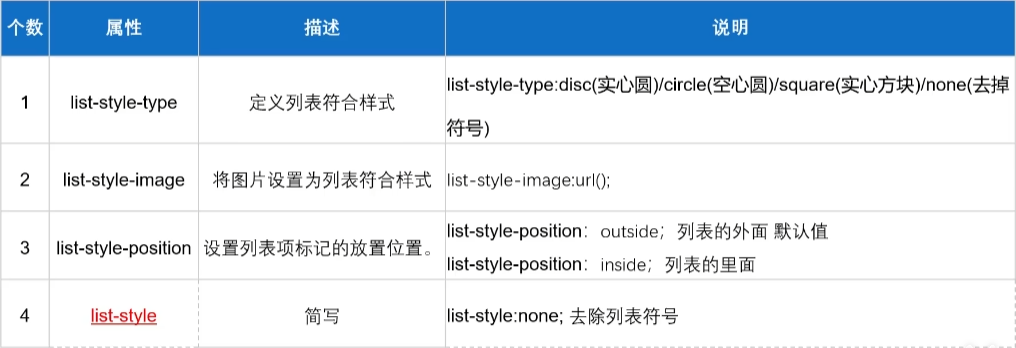 个数 属性 描述 说明
1 list-style-type 定义列表符合样式 list-style-type:disc(实心圆)/circle(空心圆)/square(实心方块)/none(去掉
符号)
2 list-style-image 将图片设置为列表符合样式 list-style-image:url();
3 list-style-position 设置列表项标记的放置位置。 list-style-position：outside；列表的外面 默认值
list-style-position：inside；列表的里面
4 list-style 简写 list-style:none; 去除列表符号